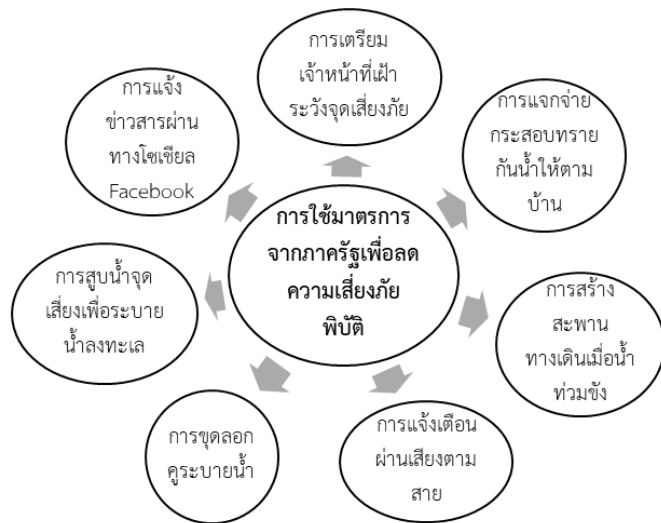 การเตรียม
เจ้าหน้าที่เฝ้า
ระวังจุดเสี่ยงภัย
การแจกจ่าย
กระสอบทราย
กันน้ำให้ตาม
บ้าน
การสร้าง
สะพาน
ทางเดินเมื่อน้ำ
ท่วมขัง
การแจ้งเตือน
ผ่านเสียงตาม
สาย
การขุดลอก
คูระบายน้ำ
การสูบน้ำจุด
เสี่ยงเพื่อระบาย
น้ำลงทะเล
การแจ้ง
ข่าวสารผ่าน
ทางโซเชียล
Facebook
การใช้มาตรการ
จากภาครัฐเพื่อลด
ความเสี่ยงภัย
พิบัติ